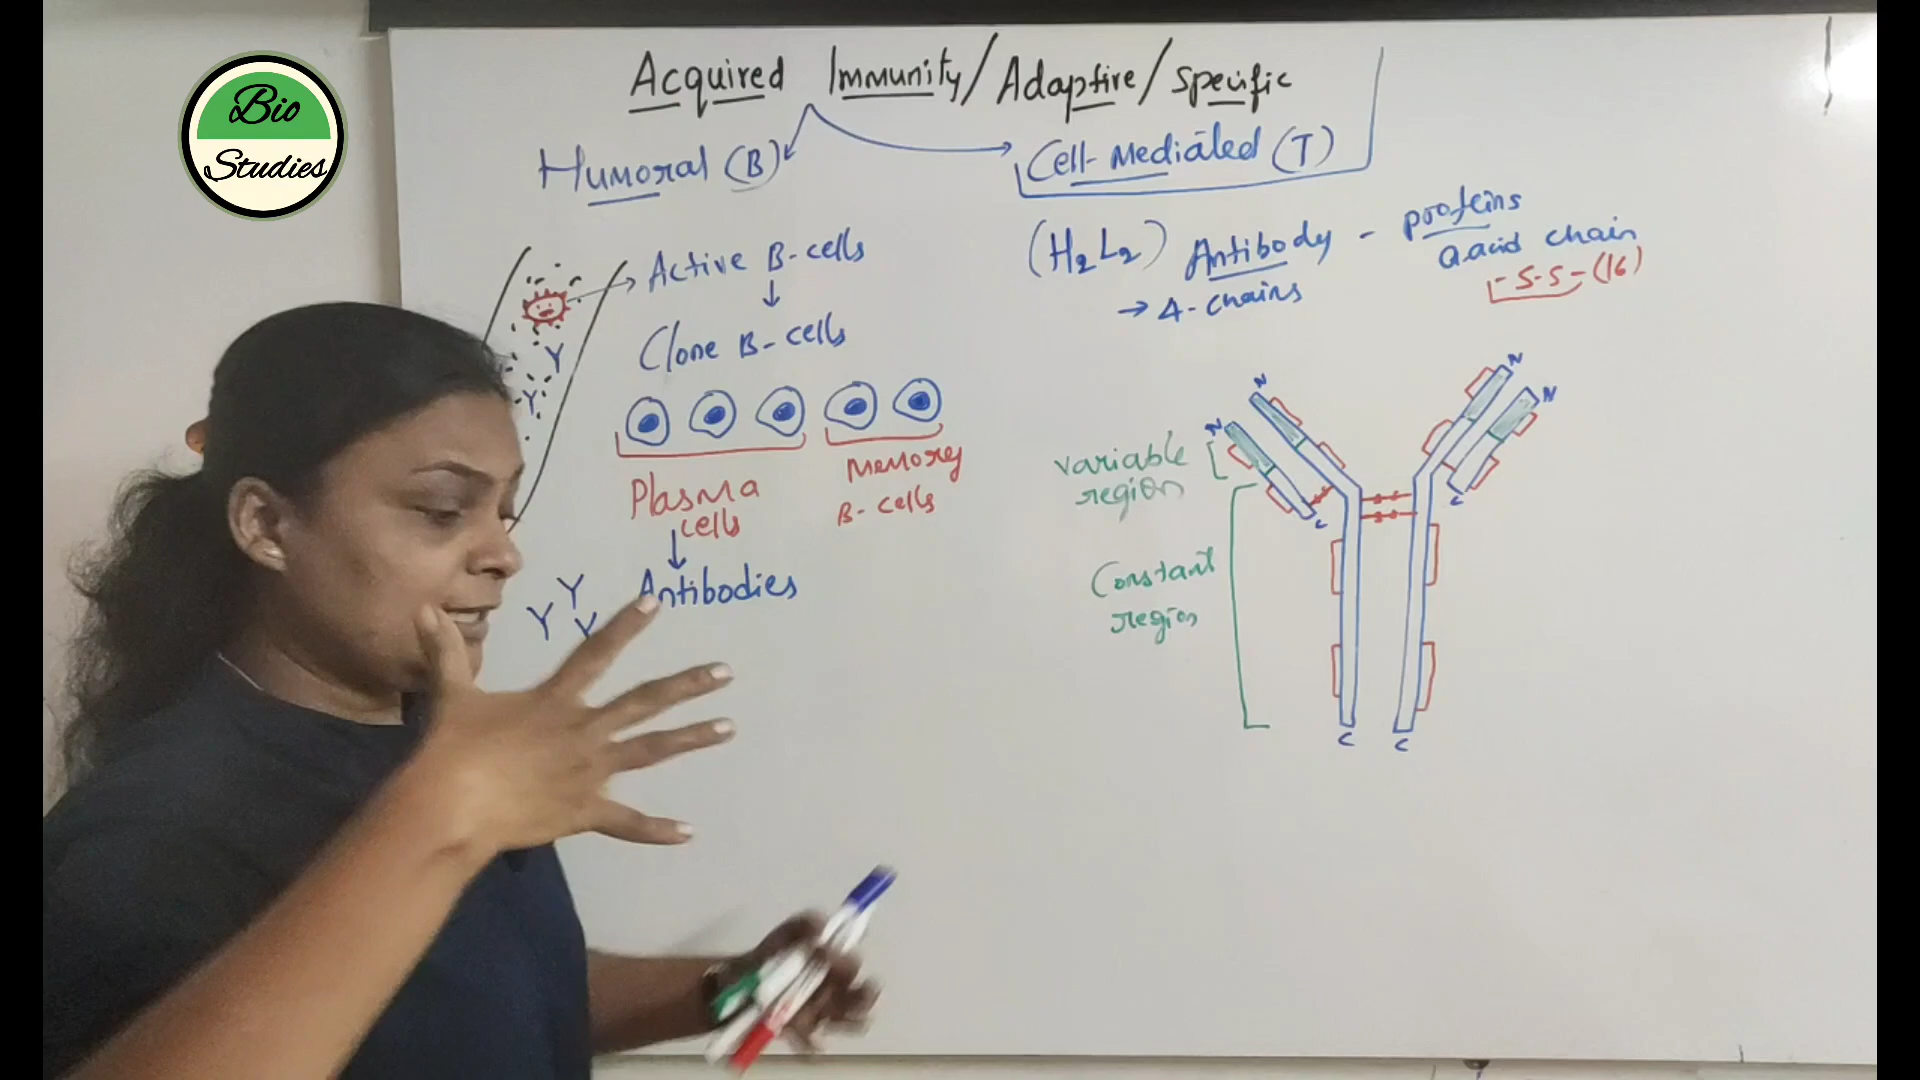 Bio
Studies
Acquired Immunity/Adaptive/Specific
Humoral (B)
Cell-Mediated (T)
Active B-cells
↓
Clone B-cells
Plasma
cells
Memory
B-cells
↓
Antibodies
Y
Y
Y
Y
Y
(H₂L₂) Antibody - proteins
a.acid chain
-S-S-(16)
→ 4-chains
N
N
N
N
variable
region
C
C
S-S
S-S
Constant
region
C
C